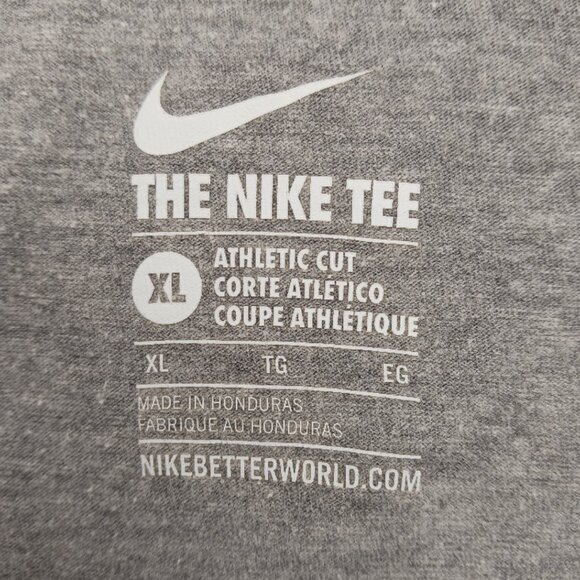 THE NIKE TEE
XL
ATHLETIC CUT
CORTE ATLÉTICO
COUPE ATHLÉTIQUE
XL TG EG
MADE IN HONDURAS
FABRIQUE AU HONDURAS
NIKEBETTERWORLD.COM